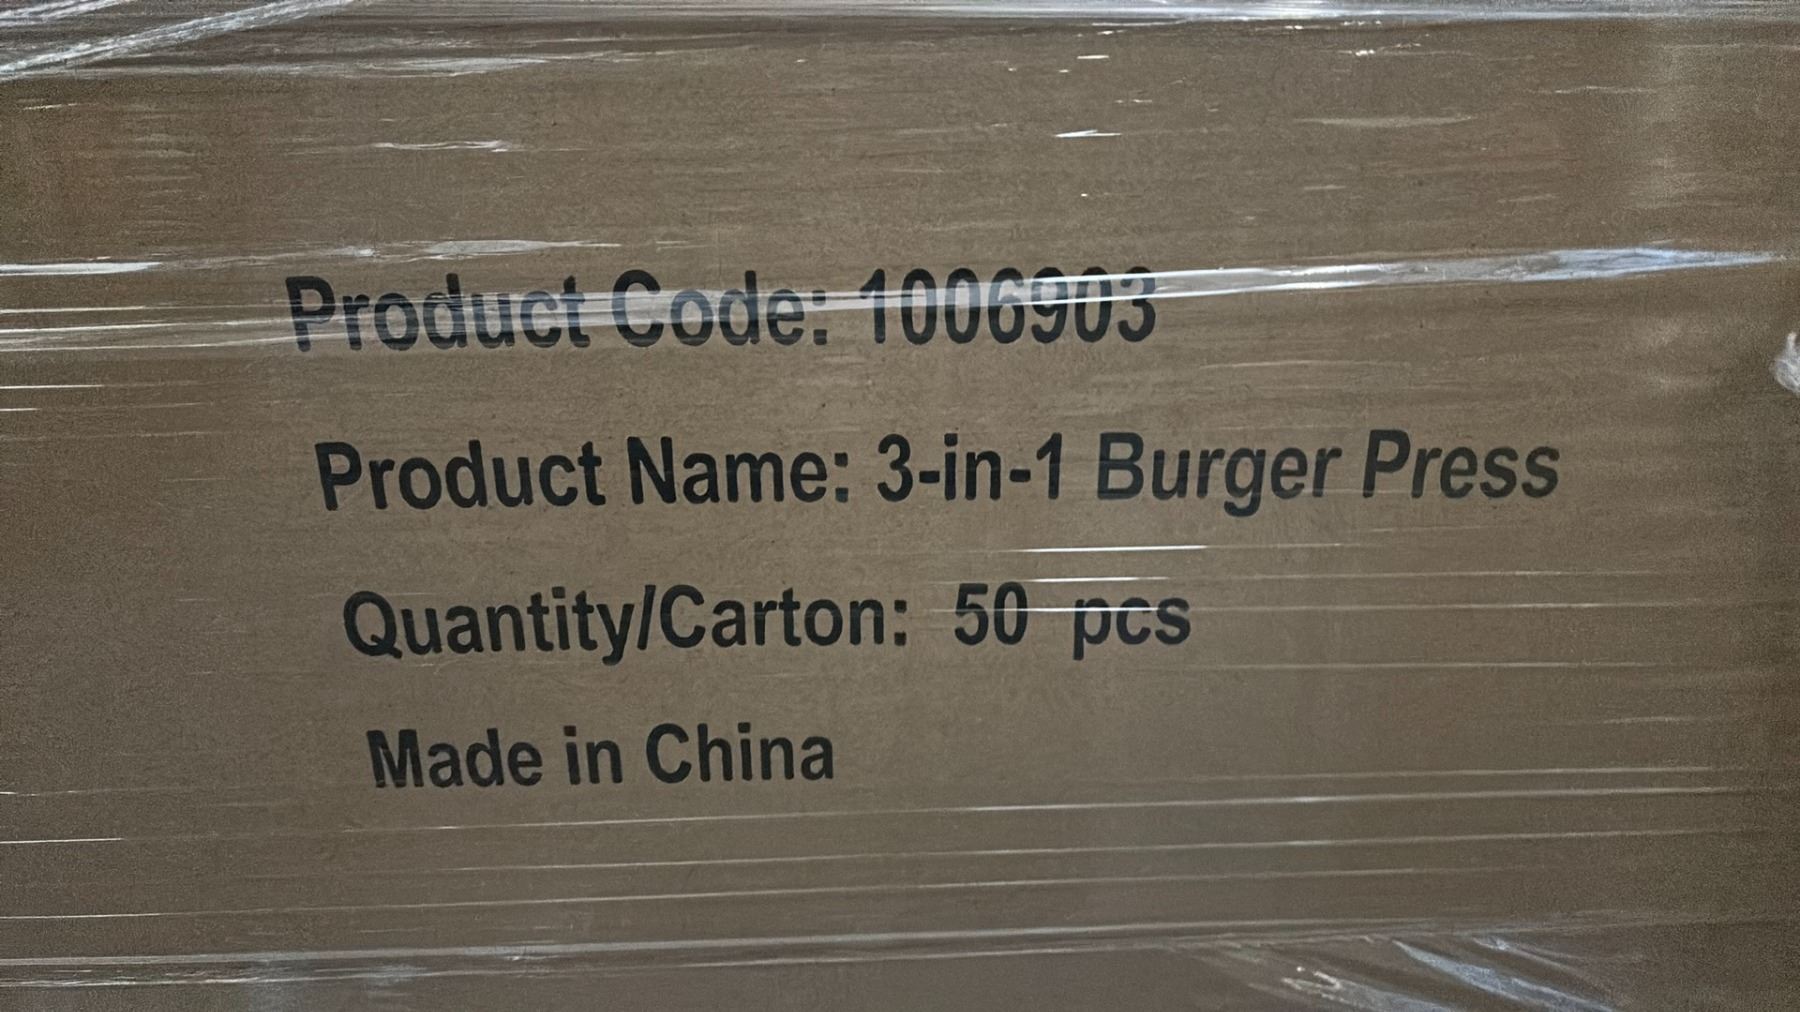 Product Code: 1006903
Product Name: 3-in-1 Burger Press
Quantity/Carton: 50 pcs
Made in China